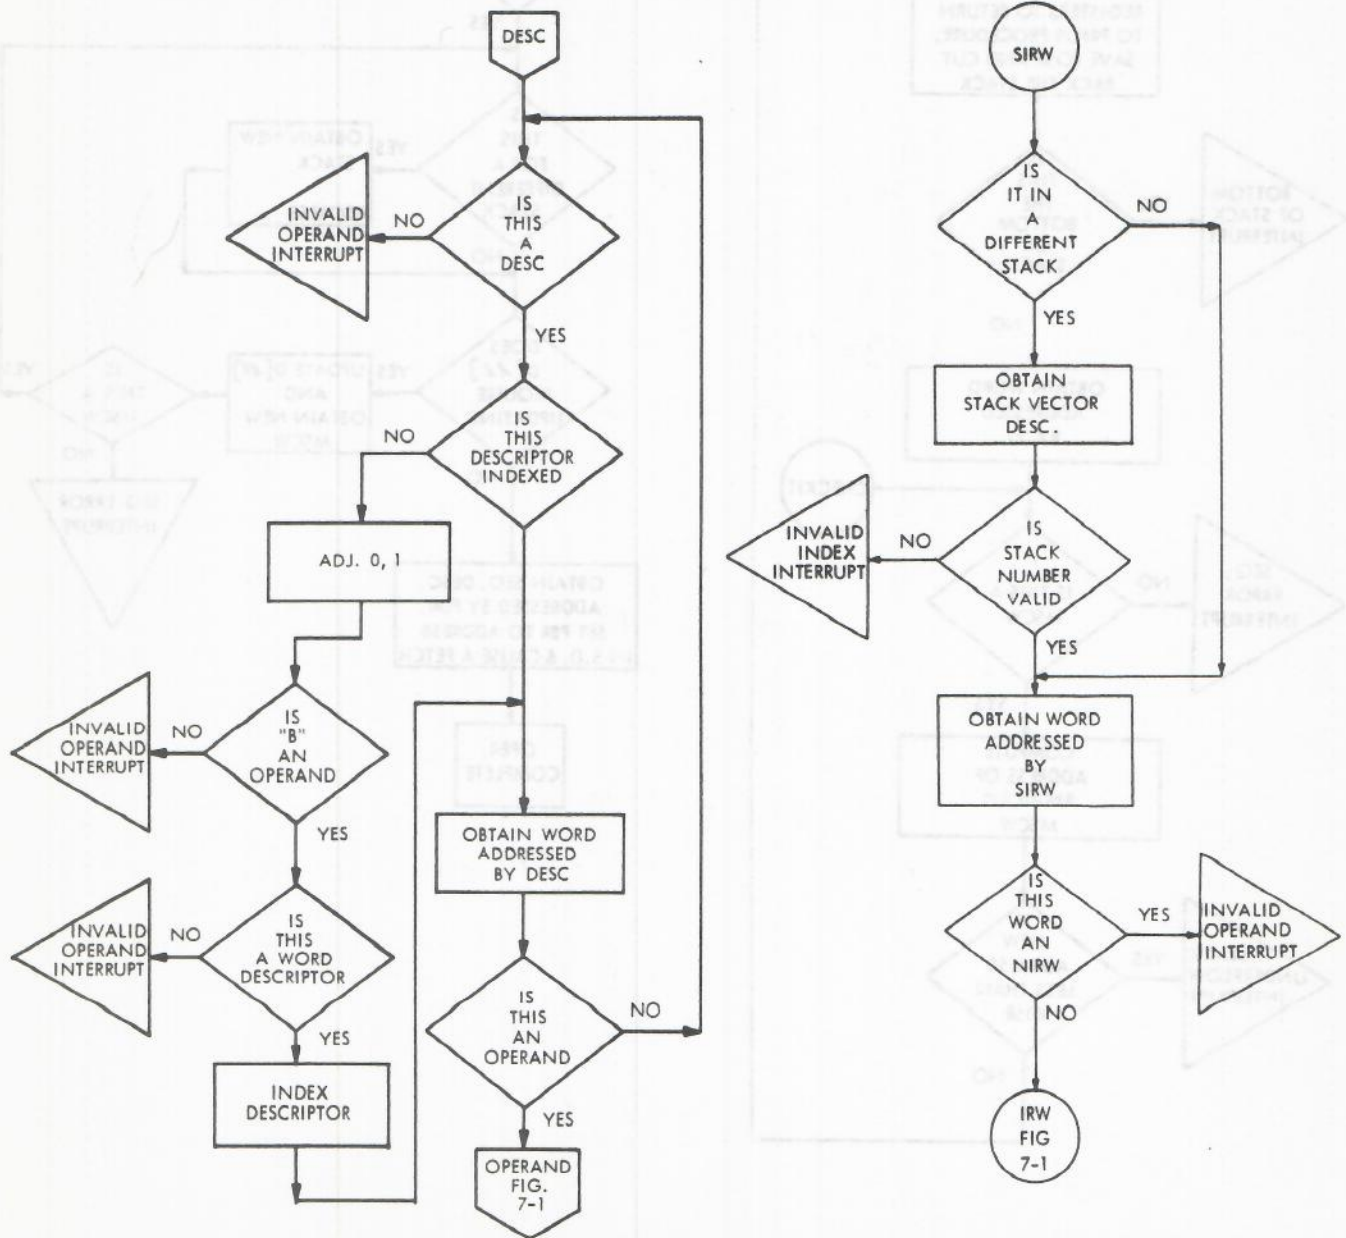 DESC
IS
THIS
A
DESC
NO
INVALID
OPERAND
INTERRUPT
YES
IS
THIS
DESCRIPTOR
INDEXED
NO
ADJ. 0, 1
IS
"B"
AN
OPERAND
NO
INVALID
OPERAND
INTERRUPT
YES
IS
THIS
A WORD
DESCRIPTOR
NO
INVALID
OPERAND
INTERRUPT
YES
INDEX
DESCRIPTOR
OBTAIN WORD
ADDRESSED
BY DESC
IS
THIS
AN
OPERAND
NO
YES
OPERAND
FIG.
7-1
SIRW
IS
IT IN
A
DIFFERENT
STACK
NO
YES
OBTAIN
STACK VECTOR
DESC.
IS
STACK
NUMBER
VALID
NO
INVALID
INDEX
INTERRUPT
YES
OBTAIN WORD
ADDRESSED
BY
SIRW
IS
THIS
WORD
AN
NIRW
YES
INVALID
OPERAND
INTERRUPT
NO
IRW
FIG
7-1